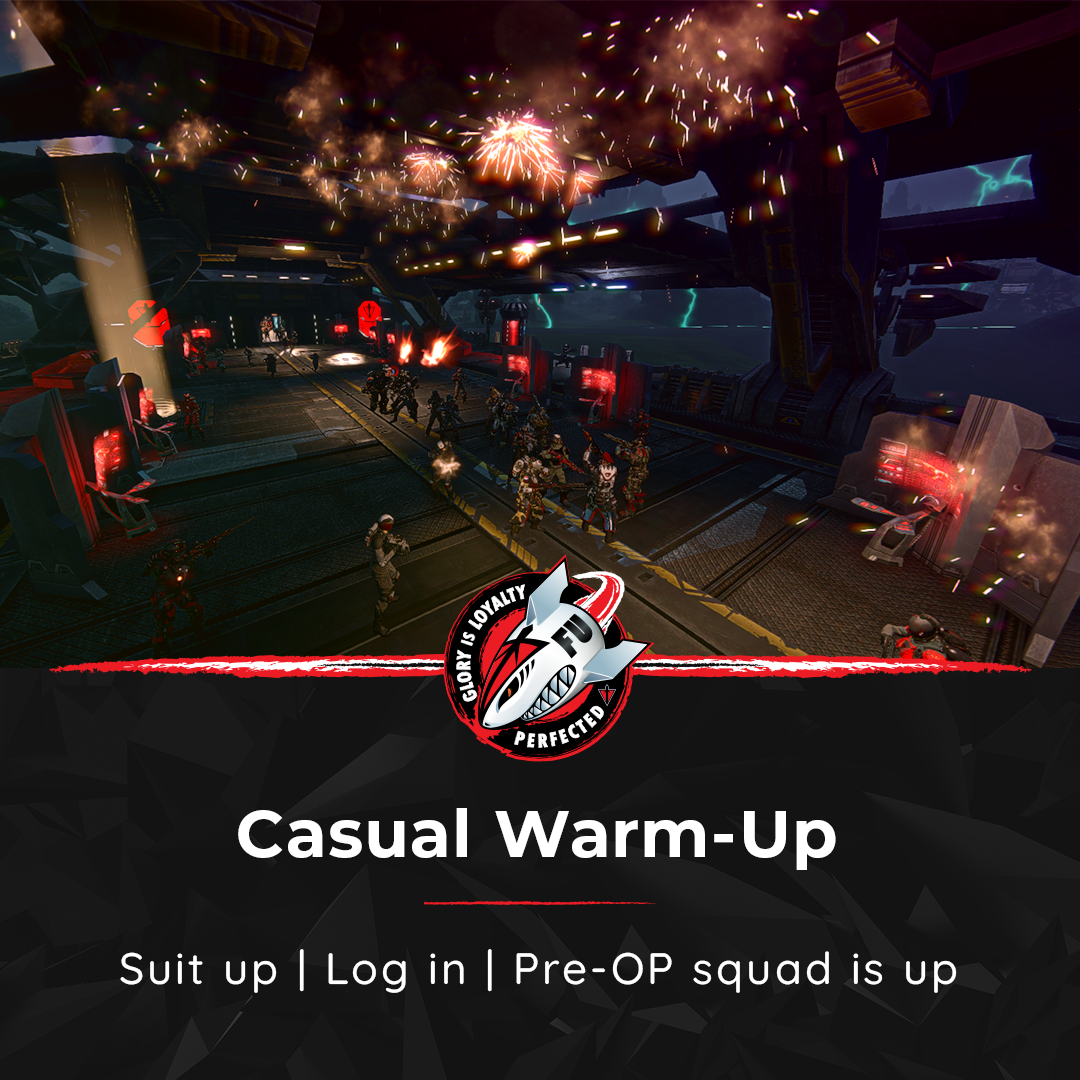 GLORY IS LOYALTY
FU
PERFECTED
Casual Warm-Up
Suit up | Log in | Pre-OP squad is up